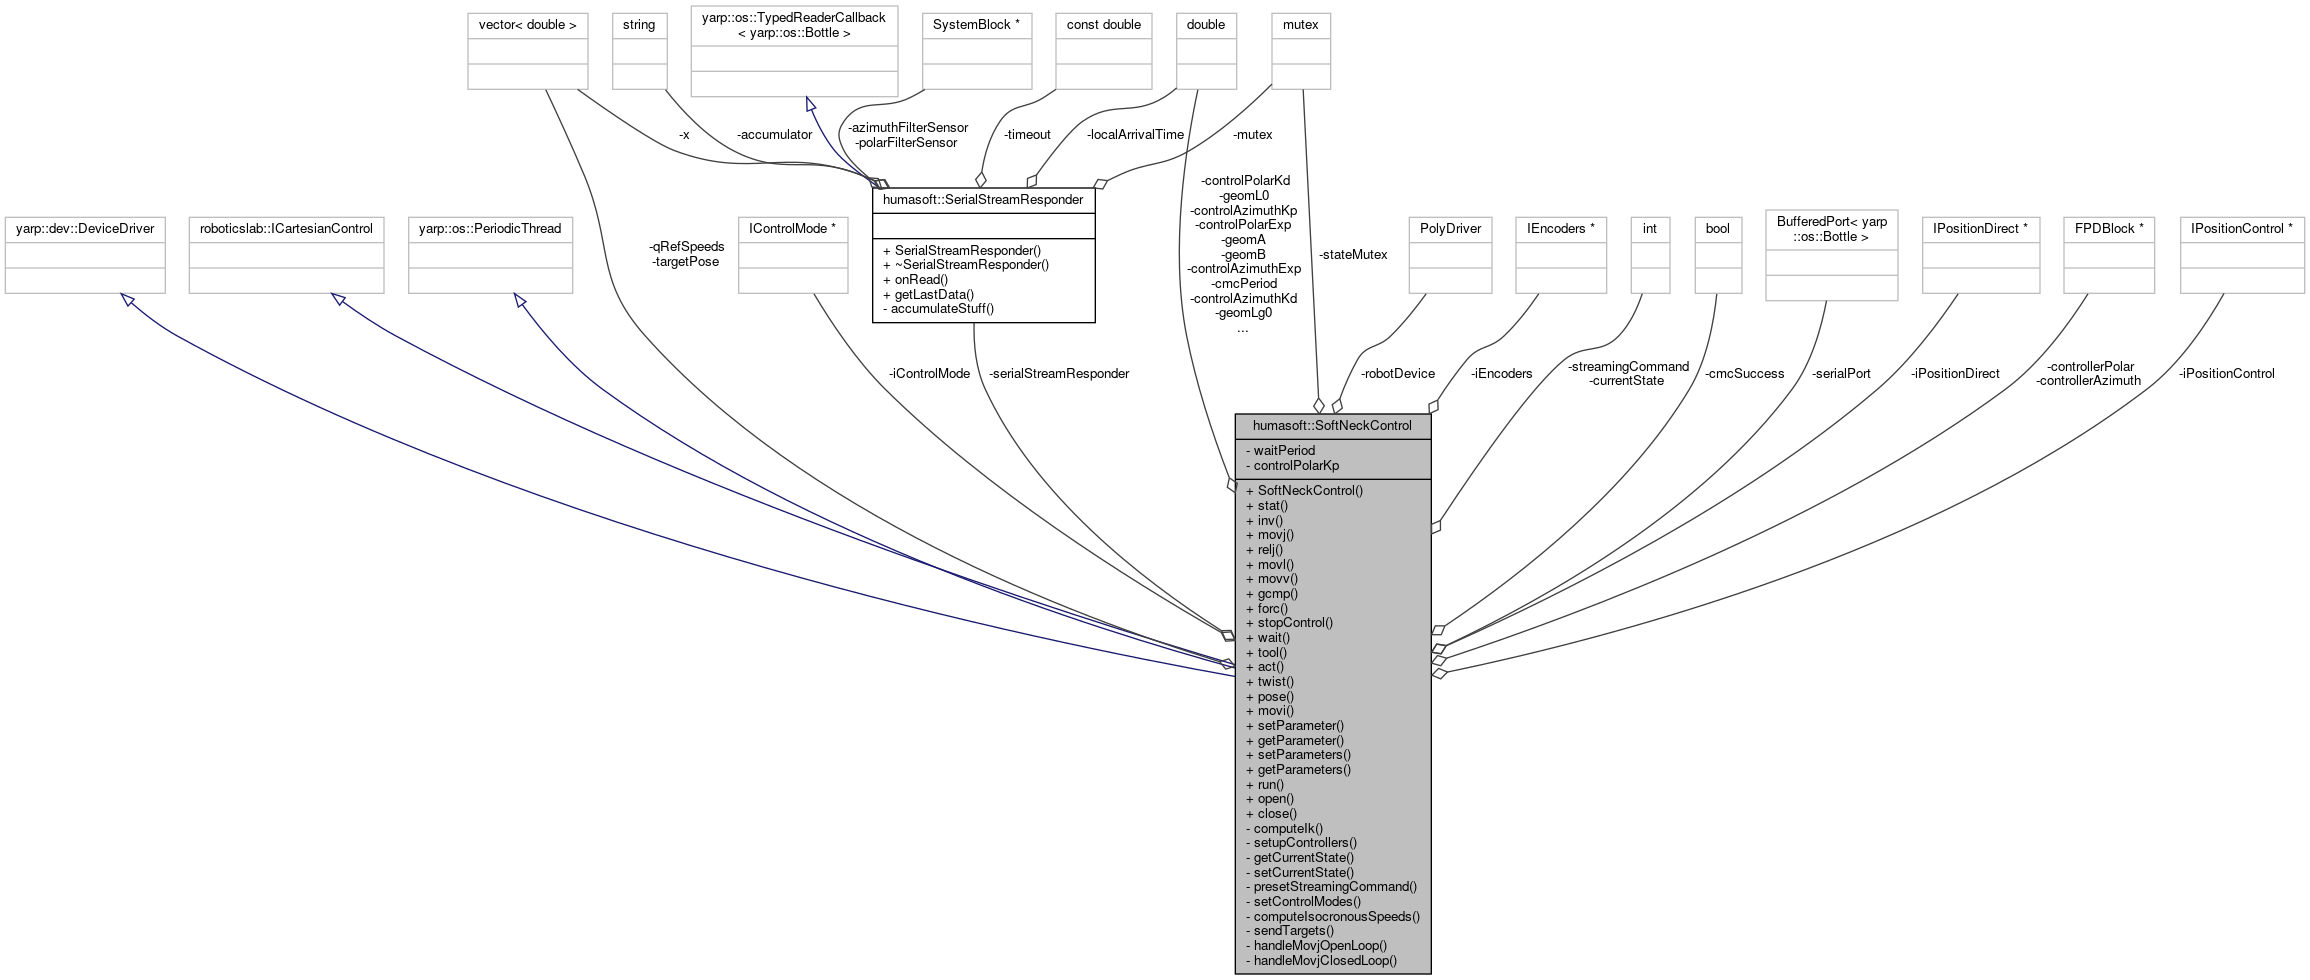 vector< double >
string
yarp::os::TypedReaderCallback
< yarp::os::Bottle >
SystemBlock *
const double
double
mutex
-x
-accumulator
-azimuthFilterSensor
-polarFilterSensor
-timeout
-localArrivalTime
-mutex
humasoft::SerialStreamResponder
+ SerialStreamResponder()
+ ~SerialStreamResponder()
+ onRead()
+ getLastData()
- accumulateStuff()
-controlPolarKd
-geomL0
-controlAzimuthKp
-controlPolarExp
-geomA
-geomB
-controlAzimuthExp
-cmcPeriod
-controlAzimuthKd
-geomLg0
...
yarp::dev::DeviceDriver
roboticslab::ICartesianControl
yarp::os::PeriodicThread
-qRefSpeeds
-targetPose
IControlMode *
-stateMutex
PolyDriver
IEncoders *
int
bool
BufferedPort< yarp
::os::Bottle >
IPositionDirect *
FPDBlock *
IPositionControl *
-iControlMode
-serialStreamResponder
-robotDevice
-iEncoders
-streamingCommand
-currentState
-cmcSuccess
-serialPort
-iPositionDirect
-controllerPolar
-controllerAzimuth
-iPositionControl
humasoft::SoftNeckControl
- waitPeriod
- controlPolarKp
+ SoftNeckControl()
+ stat()
+ inv()
+ movj()
+ relj()
+ movl()
+ movv()
+ gcmp()
+ forc()
+ stopControl()
+ wait()
+ tool()
+ act()
+ twist()
+ pose()
+ movi()
+ setParameter()
+ getParameter()
+ setParameters()
+ getParameters()
+ run()
+ open()
+ close()
- computeIk()
- setupControllers()
- getCurrentState()
- setCurrentState()
- presetStreamingCommand()
- setControlModes()
- computeIsocronousSpeeds()
- sendTargets()
- handleMovjOpenLoop()
- handleMovjClosedLoop()